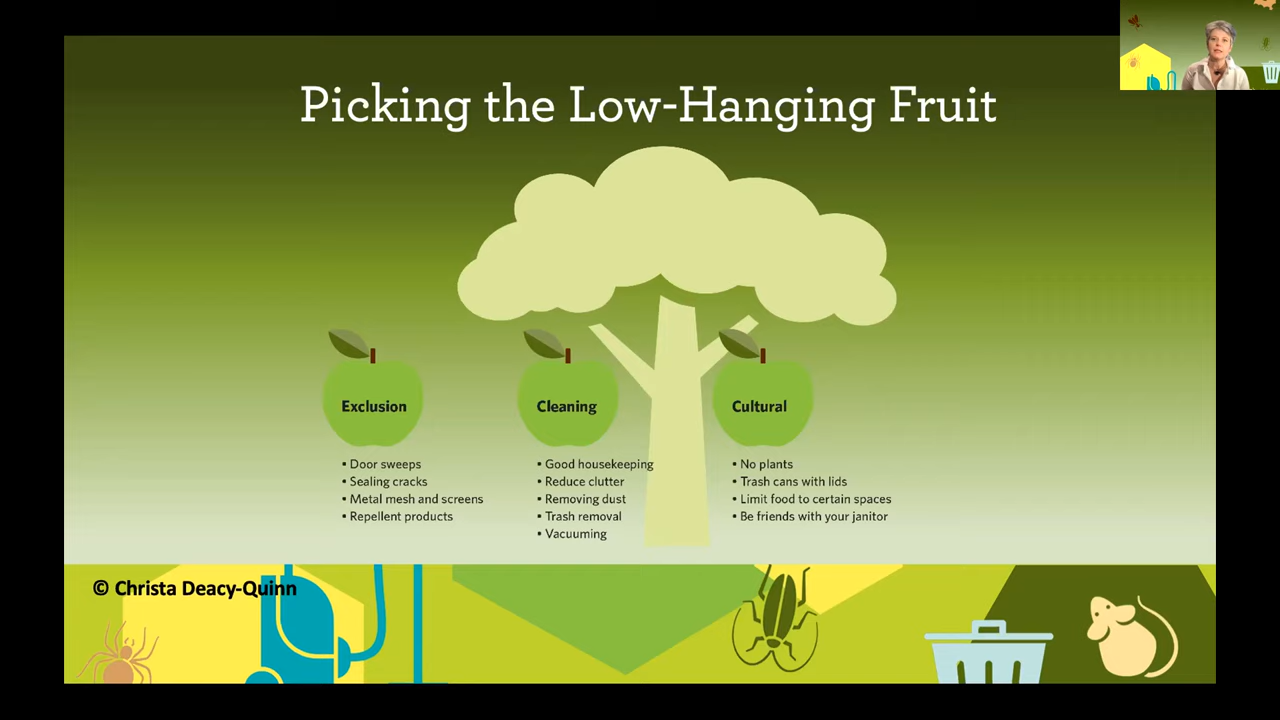 Picking the Low-Hanging Fruit
Exclusion
▪ Door sweeps
▪ Sealing cracks
▪ Metal mesh and screens
▪ Repellent products
Cleaning
▪ Good housekeeping
▪ Reduce clutter
▪ Removing dust
▪ Trash removal
▪ Vacuuming
Cultural
▪ No plants
▪ Trash cans with lids
▪ Limit food to certain spaces
▪ Be friends with your janitor
© Christa Deacy-Quinn